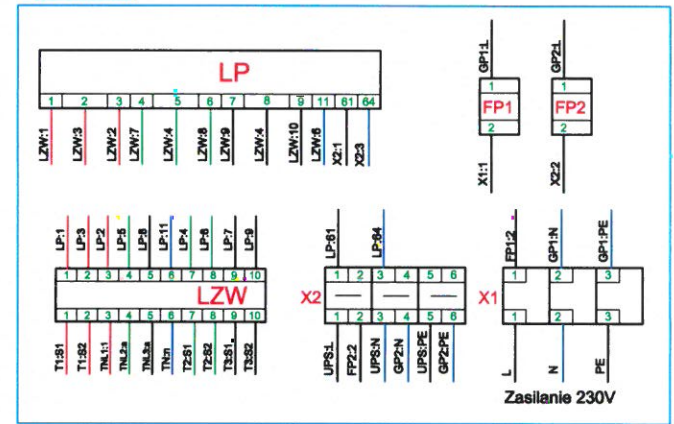 LP
1 2 3 4 5 6 7 8 9 11 61 64
LZW:1
LZW:3
LZW:2
LZW:7
LZW:4
LZW:8
LZW:9
LZW:4
LZW:10
LZW:6
X2:1
X2:3
GP1:L
1
FP1
2
X1:1
GP2:L
1
FP2
2
X2:2
LP:1
LP:3
LP:2
LP:5
LP:8
LP:11
LP:4
LP:6
LP:7
LP:9
1 2 3 4 5 6 7 8 9 10
LZW
1 2 3 4 5 6 7 8 9 10
T1:S1
T1:S2
TNL1:1
TNL2:a
TNL3:a
TN:n
T2:S1
T2:S2
T3:S1
T3:S2
LP:61
LP:64
1 2 3 4 5 6
X2
1 2 3 4 5 6
UPS:L
FP2:2
UPS:N
GP2:N
UPS:PE
GP2:PE
FP1:2
GP1:N
GP1:PE
1 2 3
X1
1 2 3
L
N
PE
Zasilanie 230V